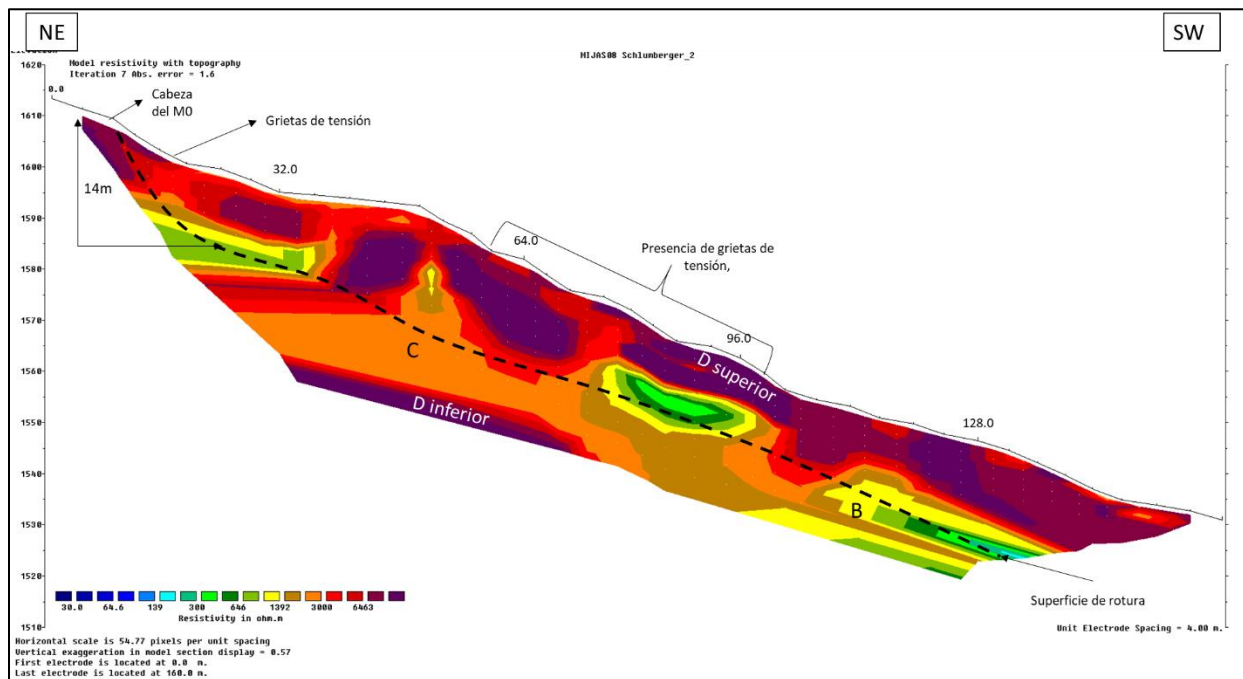 NE
SW
MIJAS08 Schlumberger_2
Model resistivity with topography
Iteration 7 Abs. error = 1.6
1620
0.0
Cabeza
del M0
Grietas de tensión
1610
32.0
1600
14m
1590
64.0
Presencia de grietas de
tensión,
1580
1570
96.0
C
D superior
1560
D inferior
128.0
1550
1540
B
1530
1520
Superficie de rotura
30.0 64.6 139 300 646 1392 3000 6463
Resistivity in ohm.m
1510
Unit Electrode Spacing = 4.00 m.
Horizontal scale is 54.77 pixels per unit spacing
Vertical exaggeration in model section display = 0.57
First electrode is located at 0.0 m.
Last electrode is located at 160.0 m.